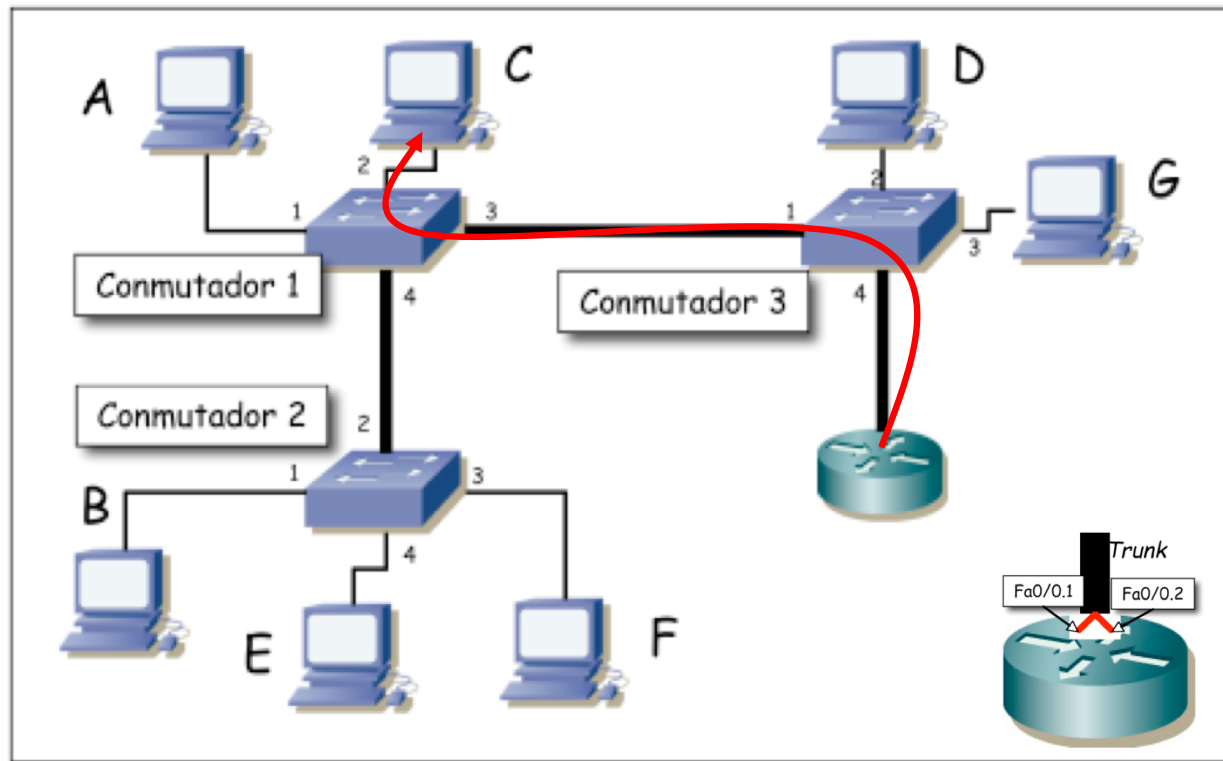 A
C
D
G
2
2
1
3
1
3
Conmutador 1
4
Conmutador 3
4
Conmutador 2
2
1
3
B
4
E
F
Trunk
Fa0/0.1
Fa0/0.2